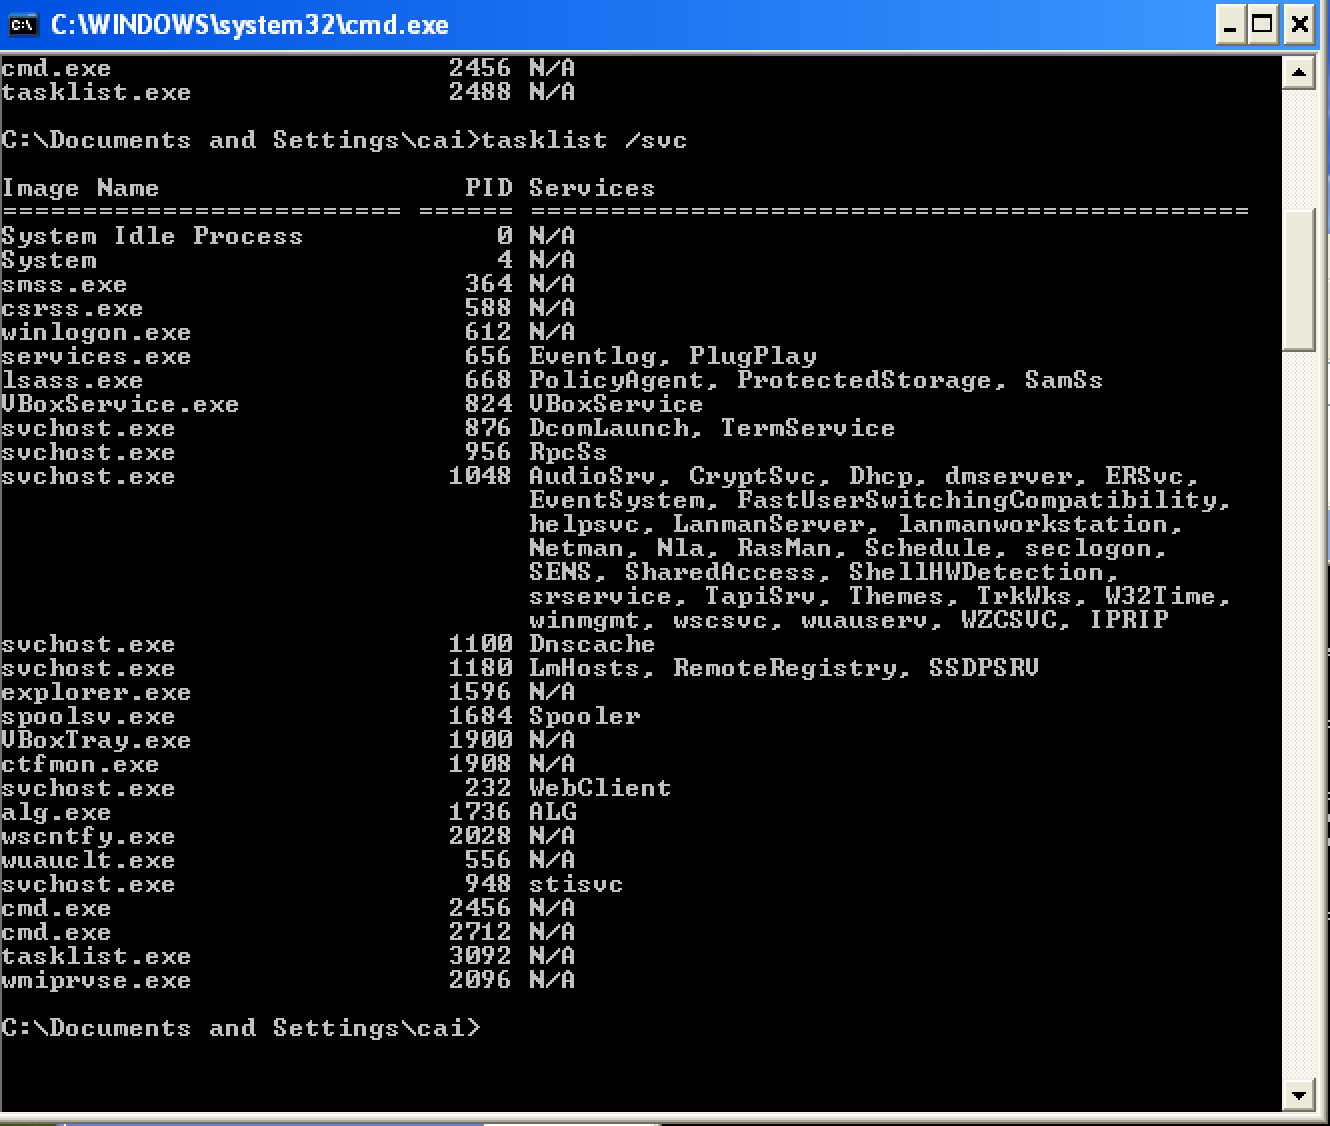 C:\WINDOWS\system32\cmd.exe
cmd.exe                     2456 N/A
tasklist.exe                2488 N/A
C:\Documents and Settings\cai>tasklist /svc
Image Name                   PID Services
========================= ====== =============================================
System Idle Process            0 N/A
System                         4 N/A
smss.exe                     364 N/A
csrss.exe                    588 N/A
winlogon.exe                 612 N/A
services.exe                 656 Eventlog, PlugPlay
lsass.exe                    668 PolicyAgent, ProtectedStorage, SamSs
VBoxService.exe              824 VBoxService
svchost.exe                  876 DcomLaunch, TermService
svchost.exe                  956 RpcSs
svchost.exe                 1048 AudioSrv, CryptSvc, Dhcp, dmserver, ERSvc,
                                 EventSystem, FastUserSwitchingCompatibility,
                                 helpsvc, LanmanServer, lanmanworkstation,
                                 Netman, Nla, RasMan, Schedule, seclogon,
                                 SENS, SharedAccess, ShellHWDetection,
                                 srservice, TapiSrv, Themes, TrkWks, W32Time,
                                 winmgmt, wscsvc, wuauserv, WZCSVC, IPRIP
svchost.exe                 1100 Dnscache
svchost.exe                 1180 LmHosts, RemoteRegistry, SSDPSRV
explorer.exe                1596 N/A
spoolsv.exe                 1684 Spooler
VBoxTray.exe                1900 N/A
ctfmon.exe                  1908 N/A
svchost.exe                  232 WebClient
alg.exe                     1736 ALG
wscntfy.exe                 2028 N/A
wuauclt.exe                  556 N/A
svchost.exe                  948 stisvc
cmd.exe                     2456 N/A
cmd.exe                     2712 N/A
tasklist.exe                3092 N/A
wmiprvse.exe                2096 N/A
C:\Documents and Settings\cai>